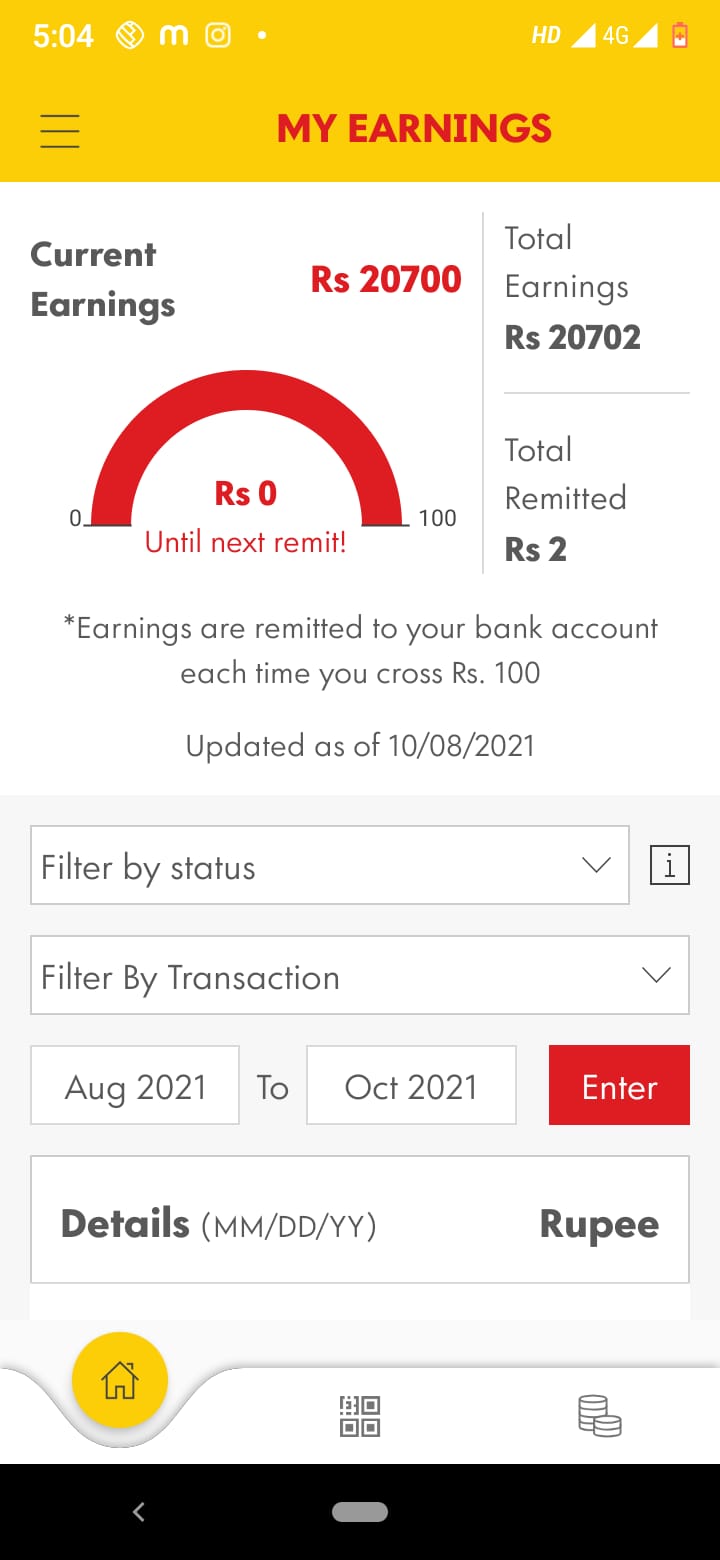 5:04 m HD 4G
MY EARNINGS
Current
Earnings
Rs 20700
Total
Earnings
Rs 20702
0
Rs 0
100
Until next remit!
Total
Remitted
Rs 2
*Earnings are remitted to your bank account
each time you cross Rs. 100
Updated as of 10/08/2021
Filter by status
i
Filter By Transaction
Aug 2021 To Oct 2021 Enter
Details (MM/DD/YY) Rupee